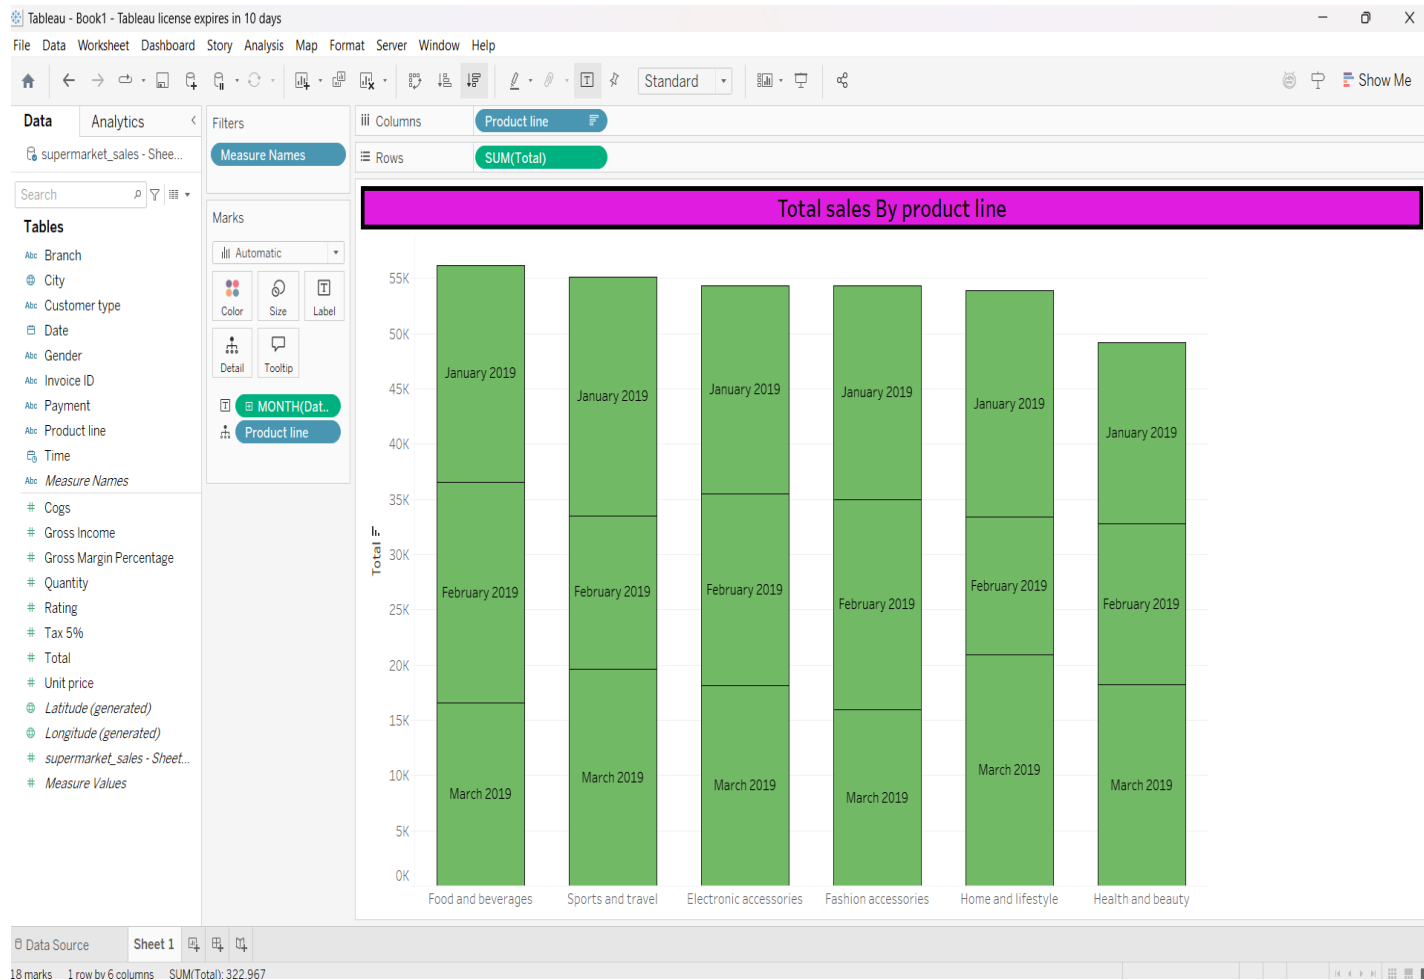 Tableau - Book1 - Tableau license expires in 10 days
File Data Worksheet Dashboard Story Analysis Map Format Server Window Help
Standard
Show Me
Data Analytics
supermarket_sales - Shee...
Search
Tables
Abc Branch
City
Abc Customer type
Date
Abc Gender
Abc Invoice ID
Abc Payment
Abc Product line
Time
Abc Measure Names
# Cogs
# Gross Income
# Gross Margin Percentage
# Quantity
# Rating
# Tax 5%
# Total
# Unit price
Latitude (generated)
Longitude (generated)
# supermarket_sales - Sheet...
# Measure Values
Filters
Measure Names
Marks
Automatic
Color Size Label
Detail Tooltip
MONTH(Dat..
Product line
Columns Product line
Rows SUM(Total)
Total sales By product line
Total
55K
50K
45K
40K
35K
30K
25K
20K
15K
10K
5K
0K
January 2019
February 2019
March 2019
January 2019
February 2019
March 2019
January 2019
February 2019
March 2019
January 2019
February 2019
March 2019
January 2019
February 2019
March 2019
January 2019
February 2019
March 2019
Food and beverages Sports and travel Electronic accessories Fashion accessories Home and lifestyle Health and beauty
Data Source Sheet 1
18 marks 1 row by 6 columns SUM(Total): 322,967